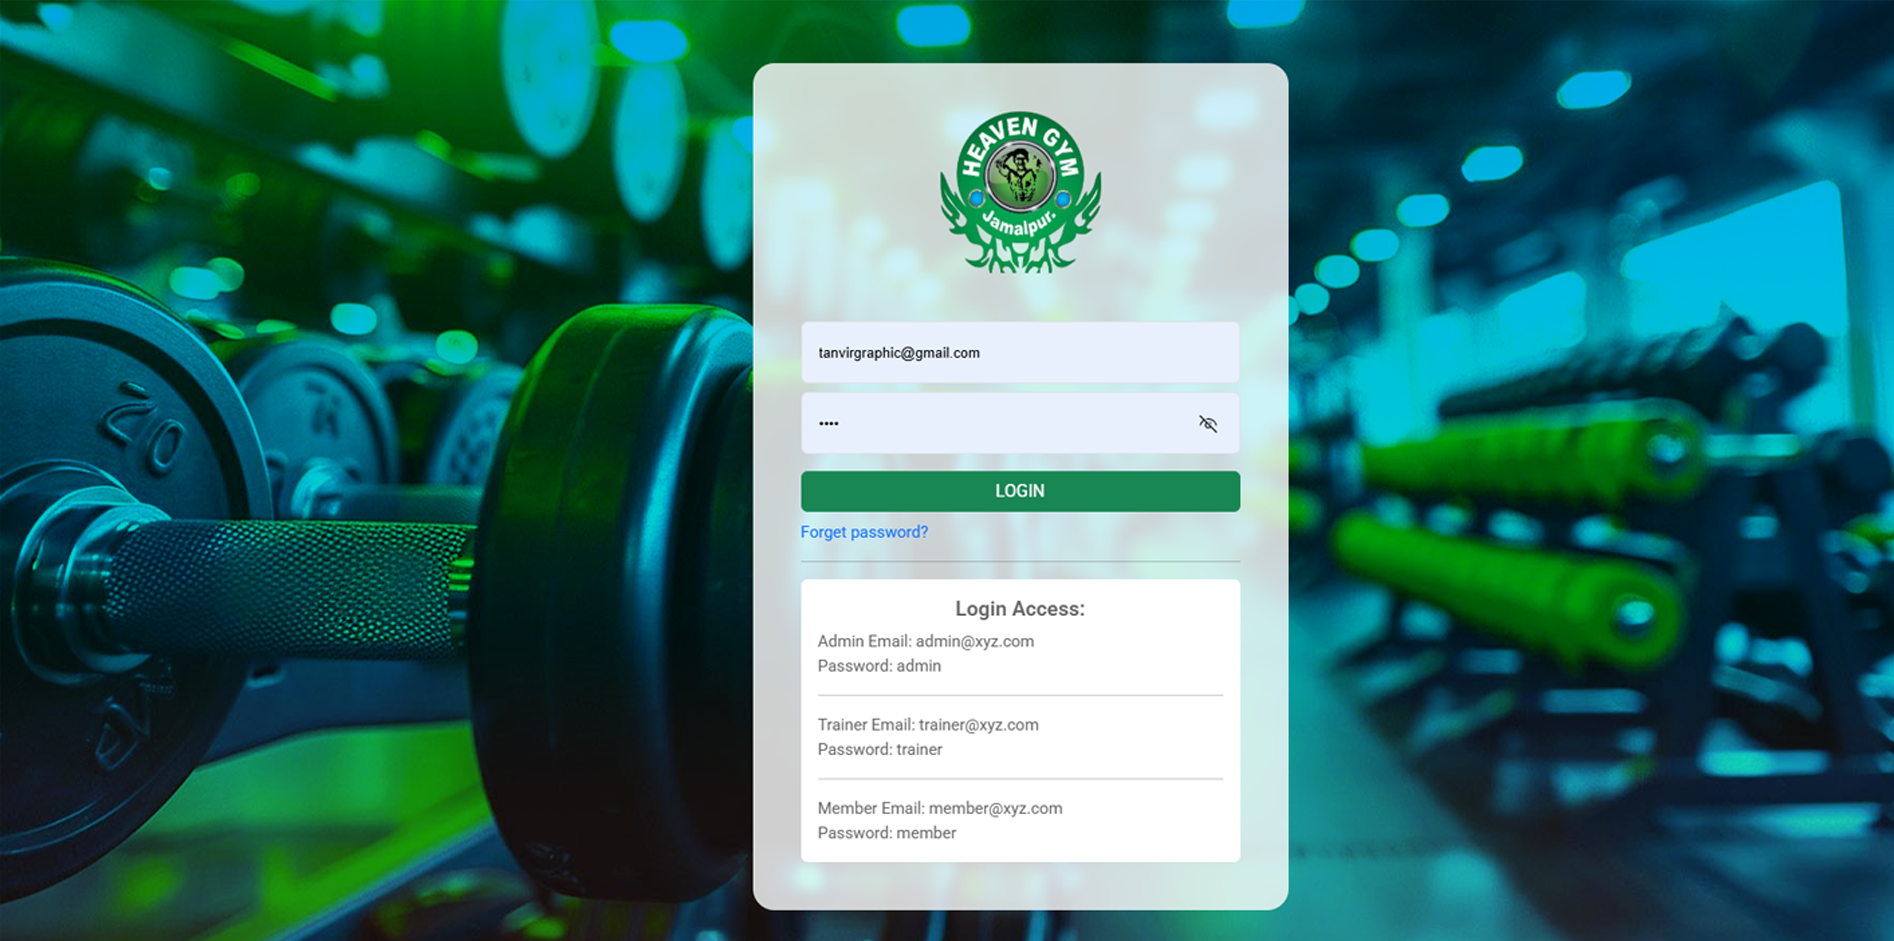 HEAVEN GYM
Jamalpur.
tanvirgraphic@gmail.com
••••
LOGIN
Forget password?
Login Access:
Admin Email: admin@xyz.com
Password: admin
Trainer Email: trainer@xyz.com
Password: trainer
Member Email: member@xyz.com
Password: member
20